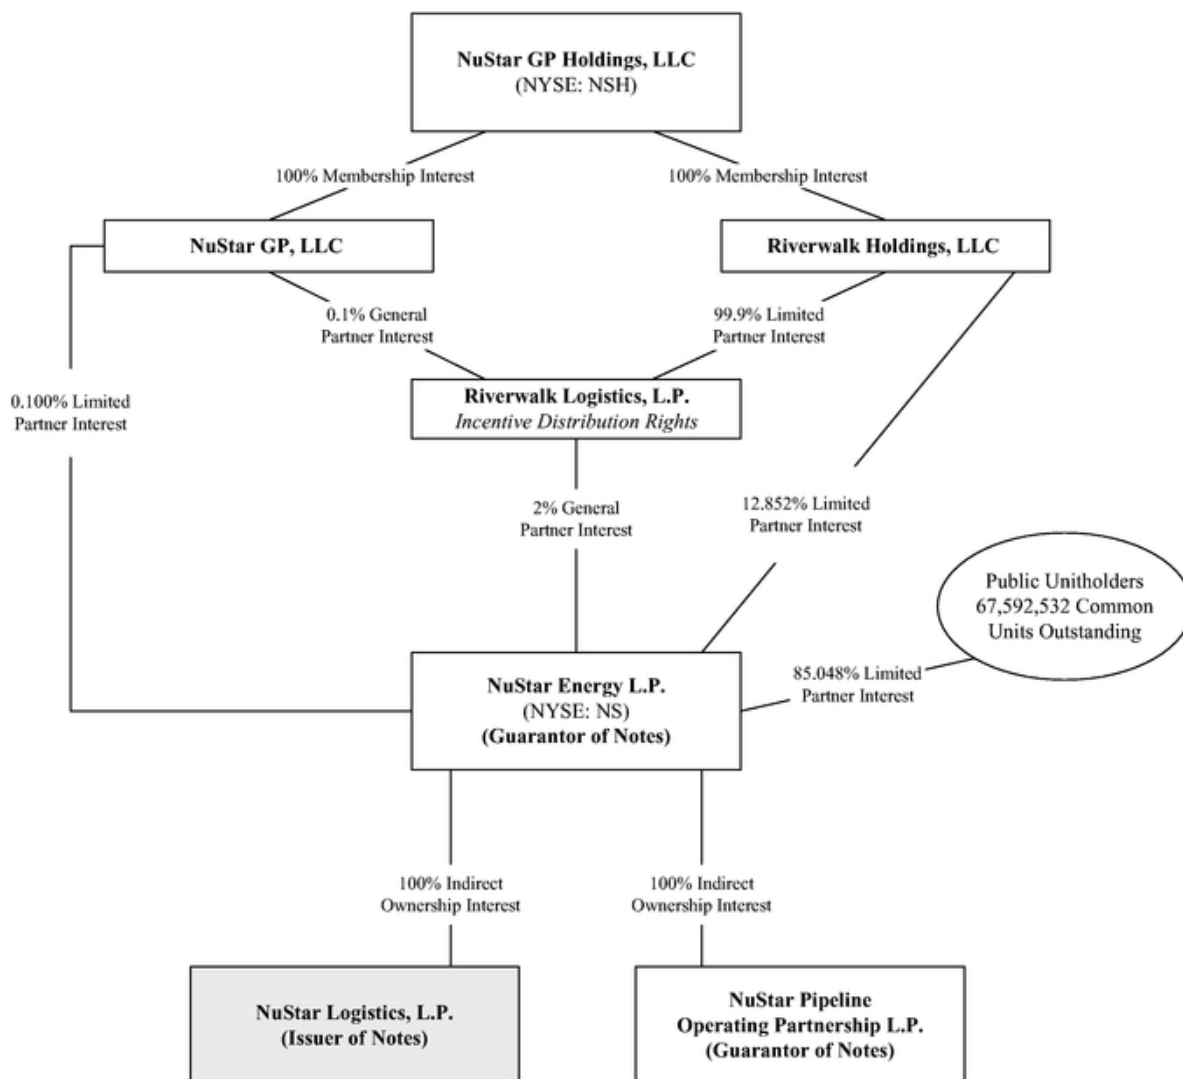 NuStar GP Holdings, LLC
(NYSE: NSH)
100% Membership Interest
100% Membership Interest
NuStar GP, LLC
Riverwalk Holdings, LLC
0.1% General
Partner Interest
99.9% Limited
Partner Interest
Riverwalk Logistics, L.P.
Incentive Distribution Rights
0.100% Limited
Partner Interest
2% General
Partner Interest
12.852% Limited
Partner Interest
Public Unitholders
67,592,532 Common
Units Outstanding
85.048% Limited
Partner Interest
NuStar Energy L.P.
(NYSE: NS)
(Guarantor of Notes)
100% Indirect
Ownership Interest
100% Indirect
Ownership Interest
NuStar Logistics, L.P.
(Issuer of Notes)
NuStar Pipeline
Operating Partnership L.P.
(Guarantor of Notes)